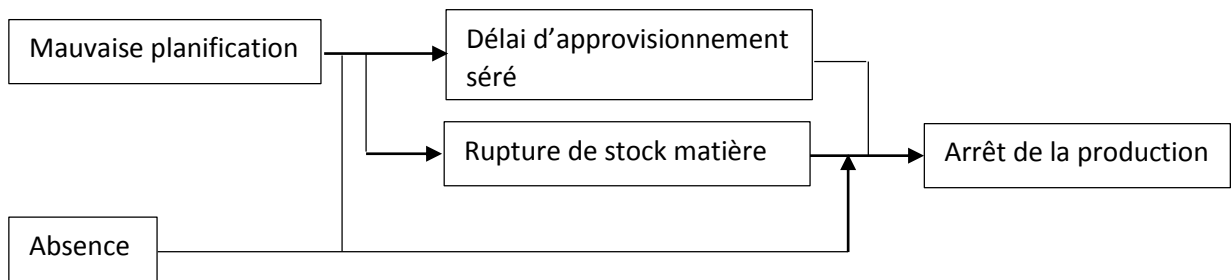 Mauvaise planification
Délai d’approvisionnement
séré
Rupture de stock matière
Arrêt de la production
Absence